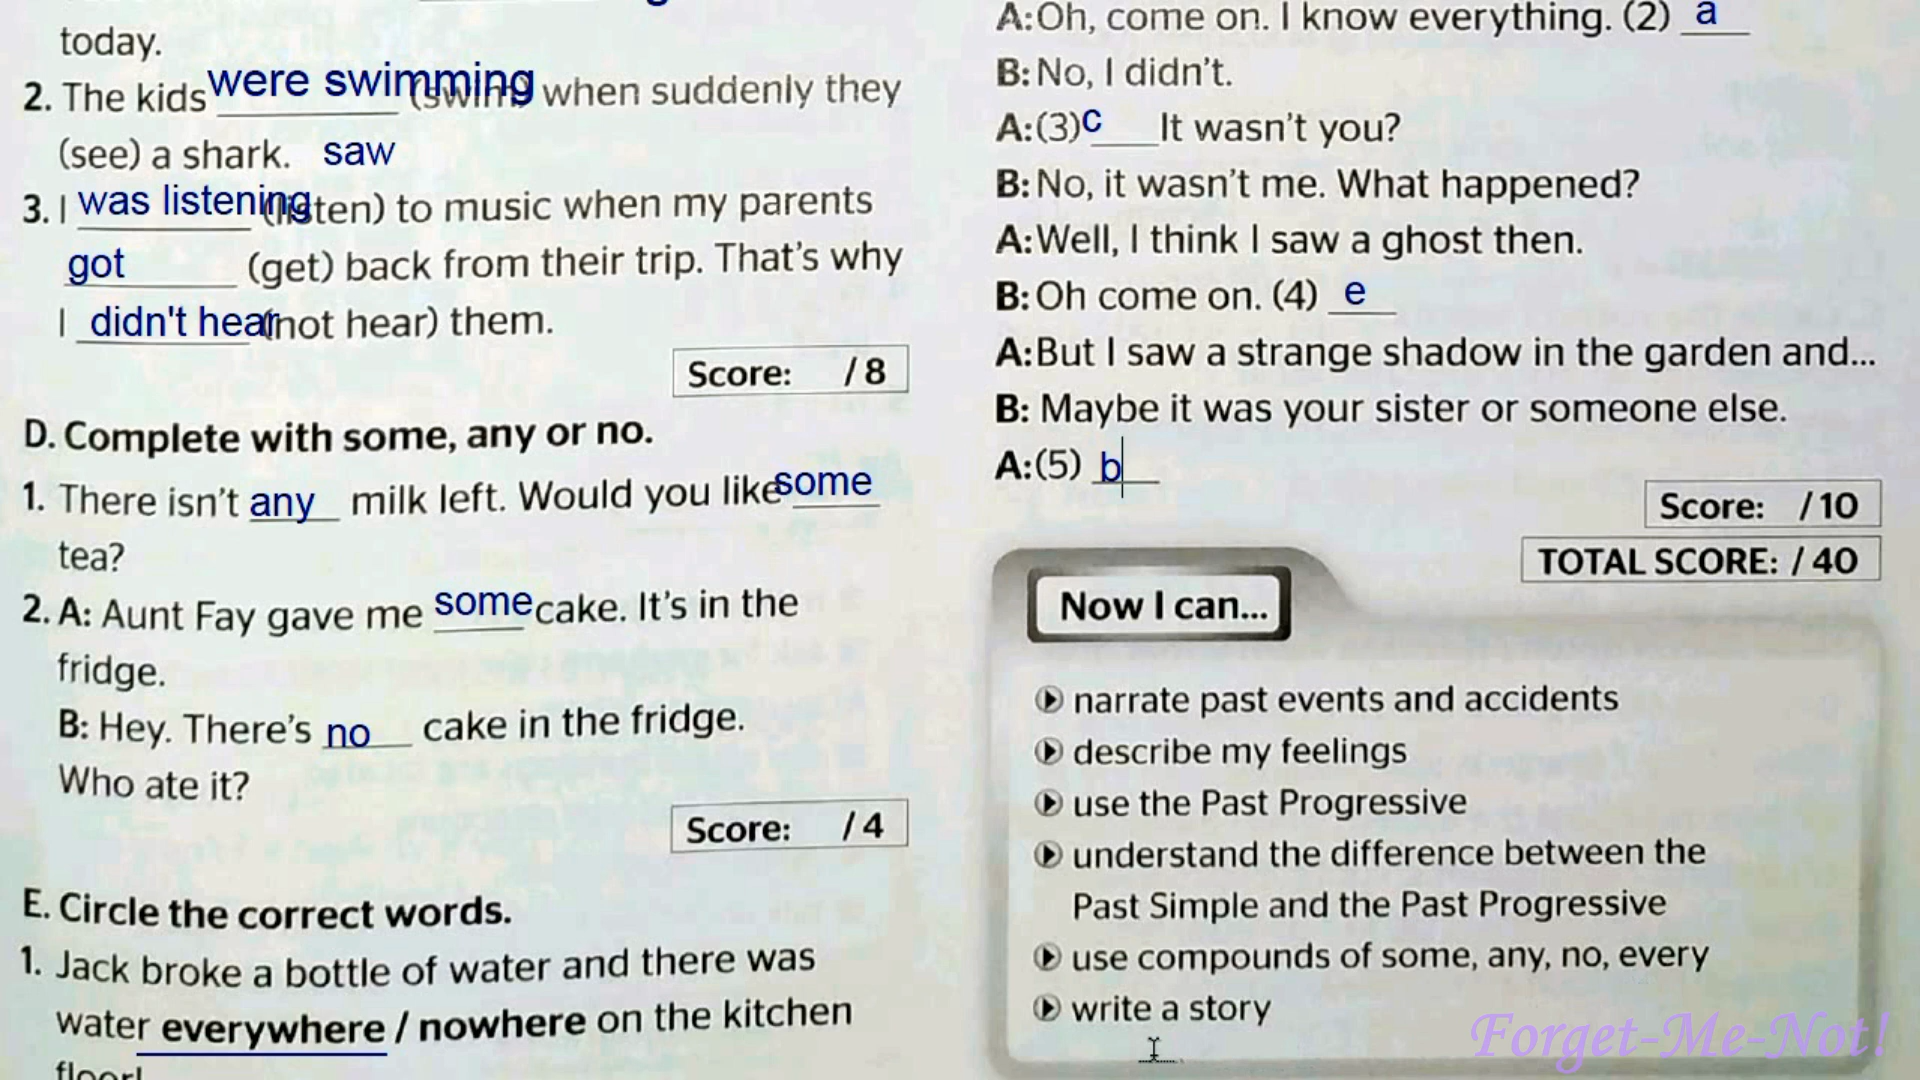 today.
2. The kids were swimming (swim) when suddenly they
(see) a shark. saw
3. I was listening (listen) to music when my parents
got (get) back from their trip. That's why
I didn't hear (not hear) them.
Score: / 8
D. Complete with some, any or no.
1. There isn't any milk left. Would you like some
tea?
2. A: Aunt Fay gave me some cake. It's in the
fridge.
B: Hey. There's no cake in the fridge.
Who ate it?
Score: / 4
E. Circle the correct words.
1. Jack broke a bottle of water and there was
water everywhere / nowhere on the kitchen
floor!
A: Oh, come on. I know everything. (2) a
B: No, I didn't.
A: (3) c It wasn't you?
B: No, it wasn't me. What happened?
A: Well, I think I saw a ghost then.
B: Oh come on. (4) e
A: But I saw a strange shadow in the garden and...
B: Maybe it was your sister or someone else.
A: (5) b
Score: / 10
TOTAL SCORE: / 40
Now I can...
narrate past events and accidents
describe my feelings
use the Past Progressive
understand the difference between the
Past Simple and the Past Progressive
use compounds of some, any, no, every
write a story
Forget-Me-Not!